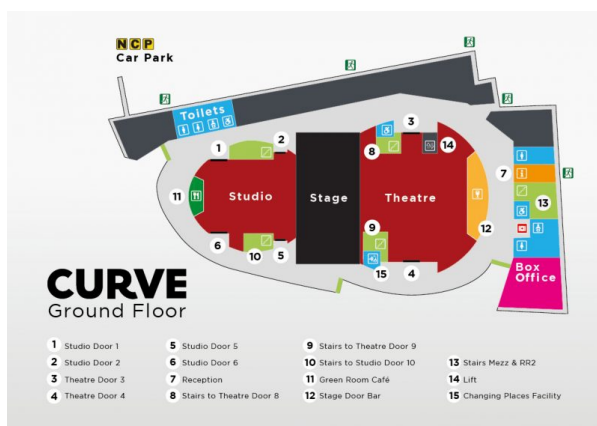 NCP
Car Park
Toilets
1
2
3
8
14
7
11
Studio
Stage
Theatre
13
9
12
6
10
5
15
4
Box
Office
CURVE
Ground Floor
1 Studio Door 1
2 Studio Door 2
3 Theatre Door 3
4 Theatre Door 4
5 Studio Door 5
6 Studio Door 6
7 Reception
8 Stairs to Theatre Door 8
9 Stairs to Theatre Door 9
10 Stairs to Studio Door 10
11 Green Room Café
12 Stage Door Bar
13 Stairs Mezz & RR2
14 Lift
15 Changing Places Facility